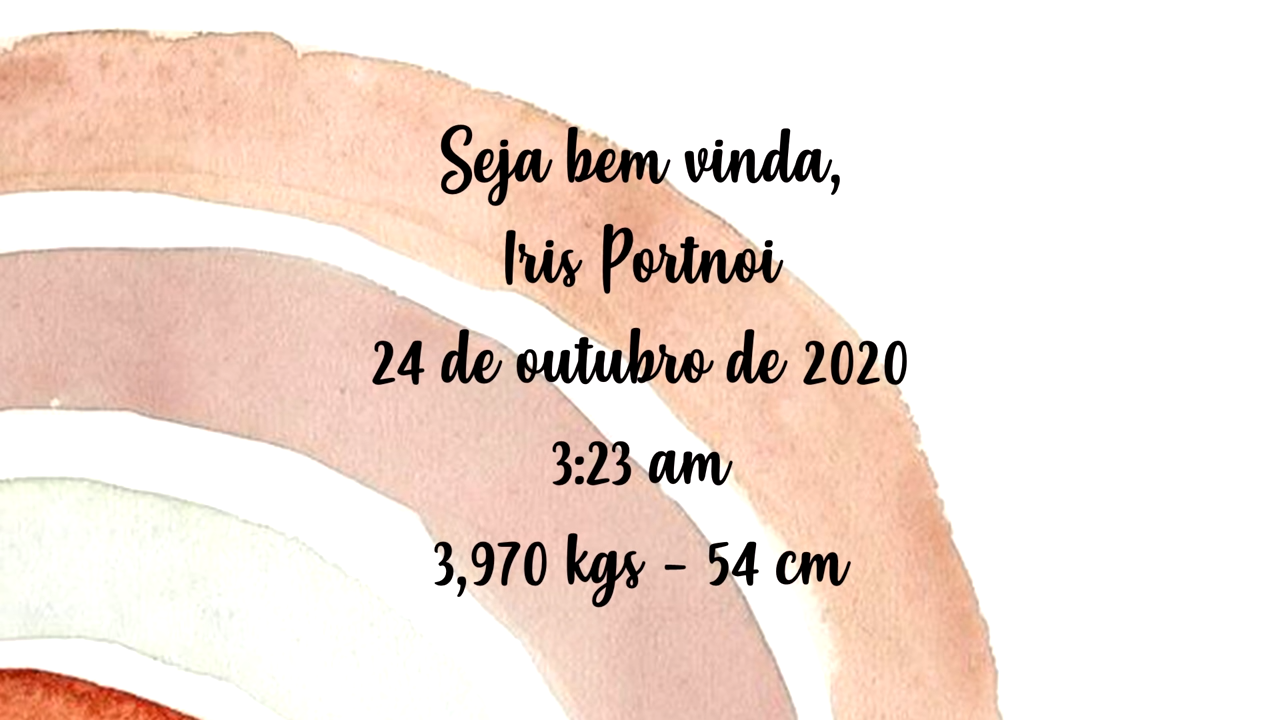 Seja bem vinda,
Iris Portnoi
24 de outubro de 2020
3:23 am
3,970 kgs - 54 cm